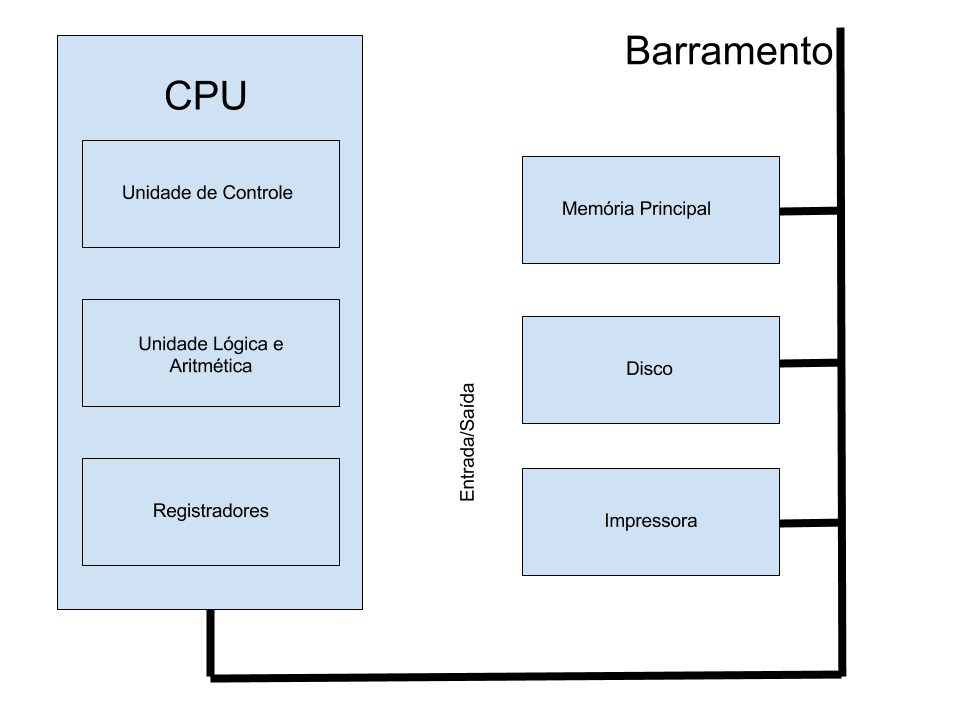 CPU
Unidade de Controle
Unidade Lógica e
Aritmética
Registradores
Barramento
Memória Principal
Disco
Impressora
Entrada/Saída